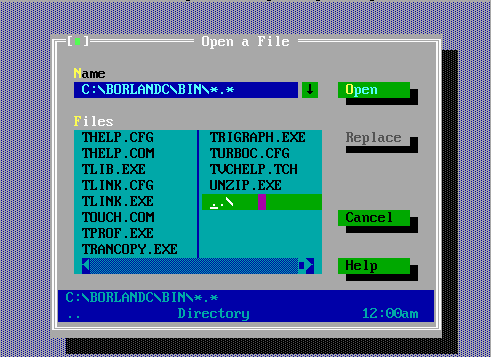 [■] Open a File
Name
C:\BORLANDC\BIN\*.* ↓ Open
Files
THELP.CFG TRIGRAPH.EXE
THELP.COM TURBOC.CFG Replace
TLIB.EXE TVCHELP.TCH
TLINK.CFG UNZIP.EXE
TLINK.EXE ..\
TOUCH.COM Cancel
TPROF.EXE
TRANCOPY.EXE
Help
C:\BORLANDC\BIN\*.*
.. Directory 12:00am